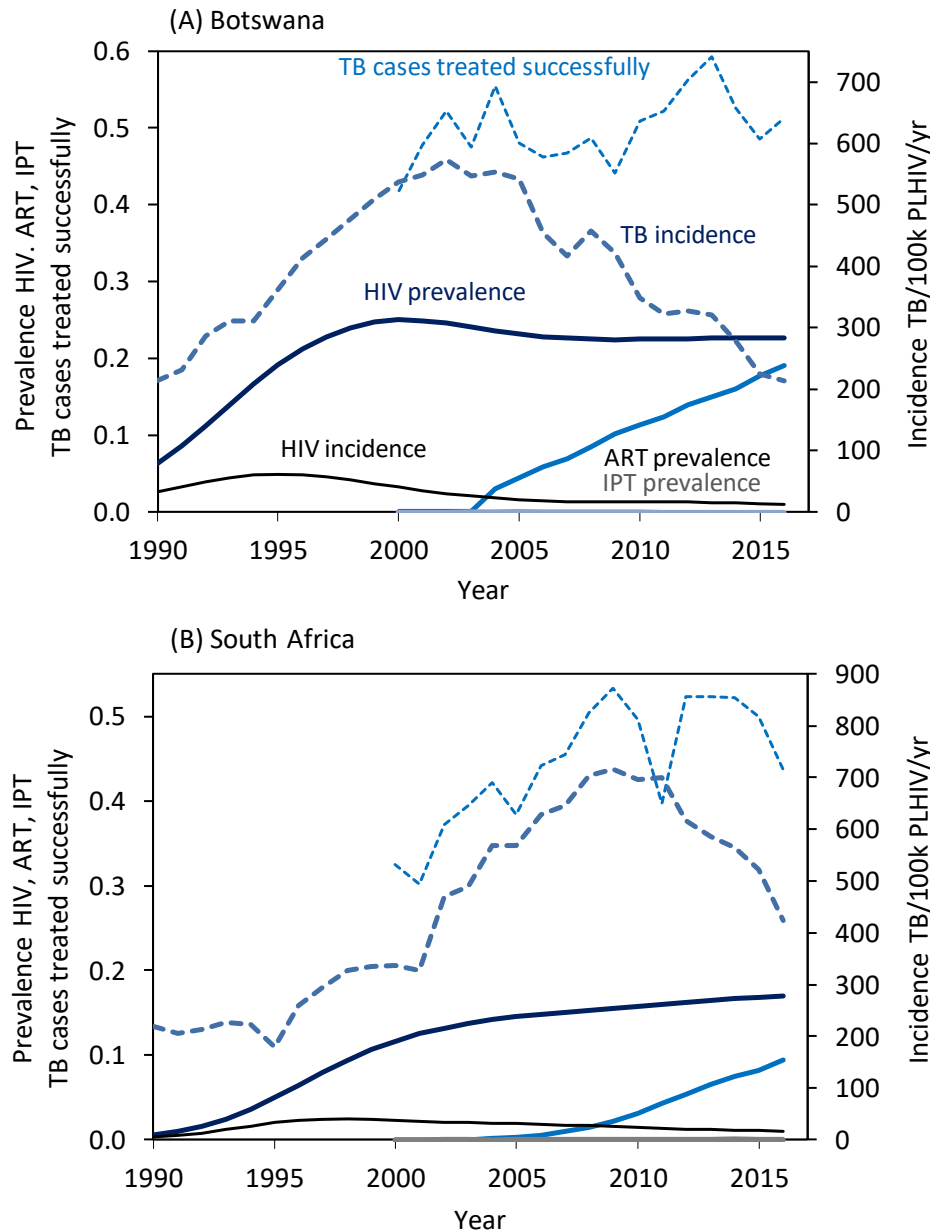 (A) Botswana
0.6
0.5
0.4
0.3
0.2
0.1
0.0
Prevalence HIV. ART, IPT
TB cases treated successfully
TB cases treated successfully
TB incidence
HIV prevalence
HIV incidence
ART prevalence
IPT prevalence
700
600
500
400
300
200
100
0
Incidence TB/100k PLHIV/yr
1990 1995 2000 2005 2010 2015
Year
(B) South Africa
0.5
0.4
0.3
0.2
0.1
0.0
Prevalence HIV, ART, IPT
TB cases treated successfully
900
800
700
600
500
400
300
200
100
0
Incidence TB/100k PLHIV/yr
1990 1995 2000 2005 2010 2015
Year